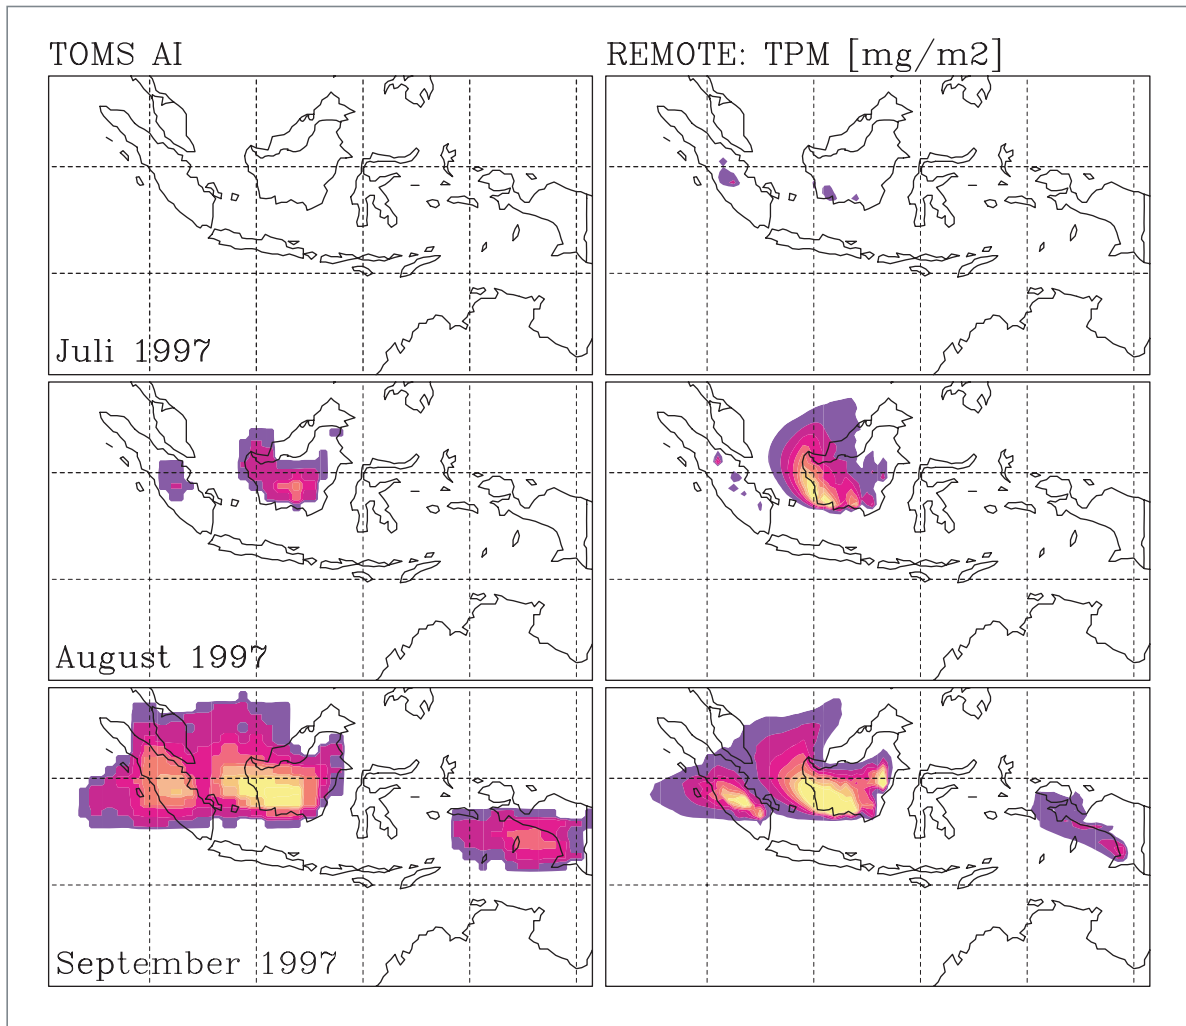 TOMS AI
REMOTE: TPM [mg/m2]
Juli 1997
August 1997
September 1997